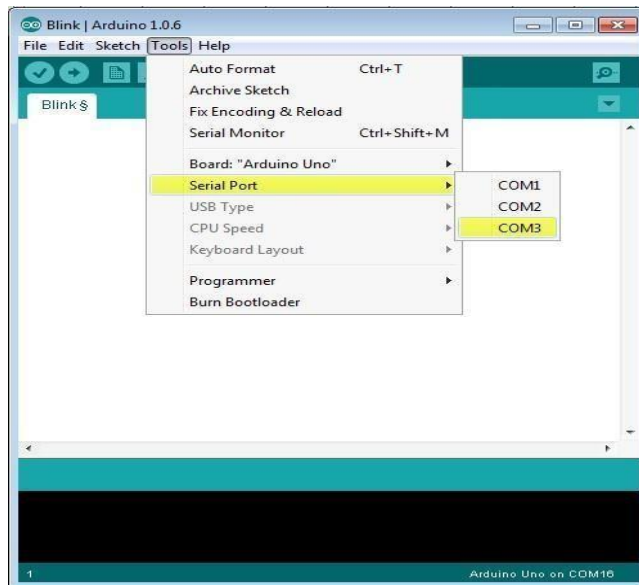 Blink | Arduino 1.0.6
File Edit Sketch Tools Help
Blink §
Auto Format Ctrl+T
Archive Sketch
Fix Encoding & Reload
Serial Monitor Ctrl+Shift+M
Board: "Arduino Uno"
Serial Port
COM1
USB Type
COM2
CPU Speed
COM3
Keyboard Layout
Programmer
Burn Bootloader
1 Arduino Uno on COM16